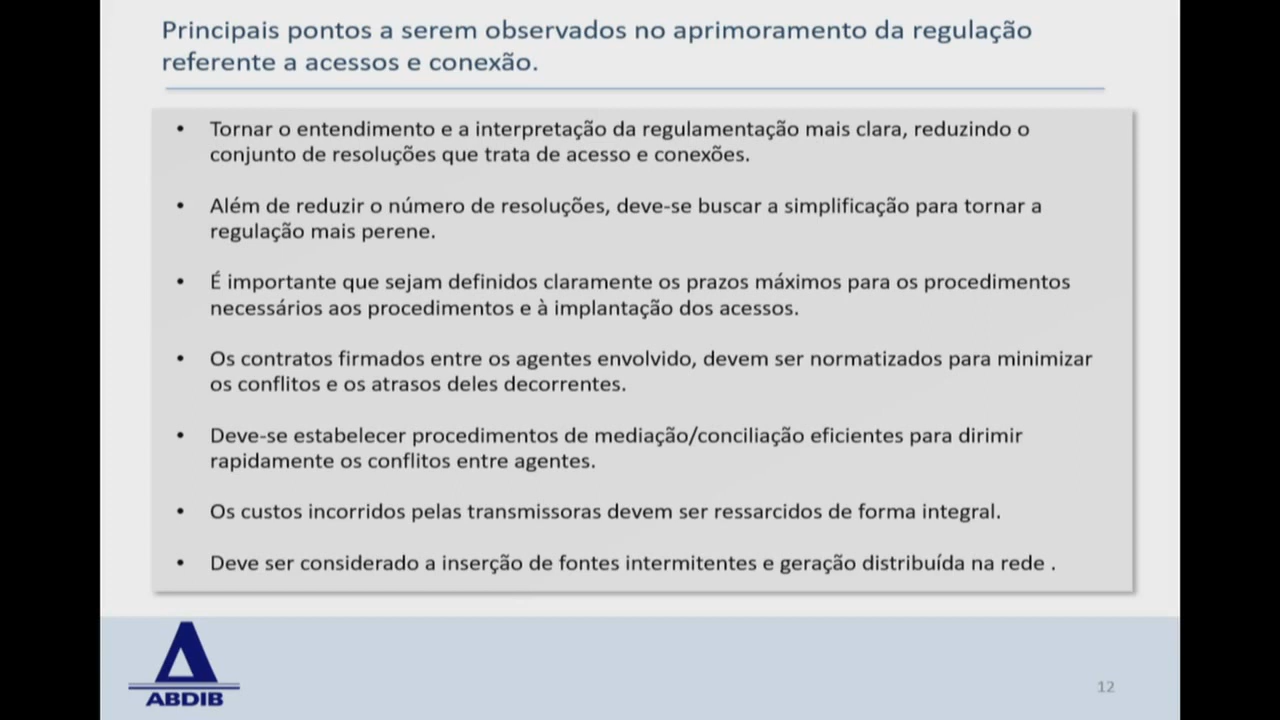 Principais pontos a serem observados no aprimoramento da regulação
referente a acessos e conexão.
• Tornar o entendimento e a interpretação da regulamentação mais clara, reduzindo o
conjunto de resoluções que trata de acesso e conexões.
• Além de reduzir o número de resoluções, deve-se buscar a simplificação para tornar a
regulação mais perene.
• É importante que sejam definidos claramente os prazos máximos para os procedimentos
necessários aos procedimentos e à implantação dos acessos.
• Os contratos firmados entre os agentes envolvido, devem ser normatizados para minimizar
os conflitos e os atrasos deles decorrentes.
• Deve-se estabelecer procedimentos de mediação/conciliação eficientes para dirimir
rapidamente os conflitos entre agentes.
• Os custos incorridos pelas transmissoras devem ser ressarcidos de forma integral.
• Deve ser considerado a inserção de fontes intermitentes e geração distribuída na rede .
ABDIB
12